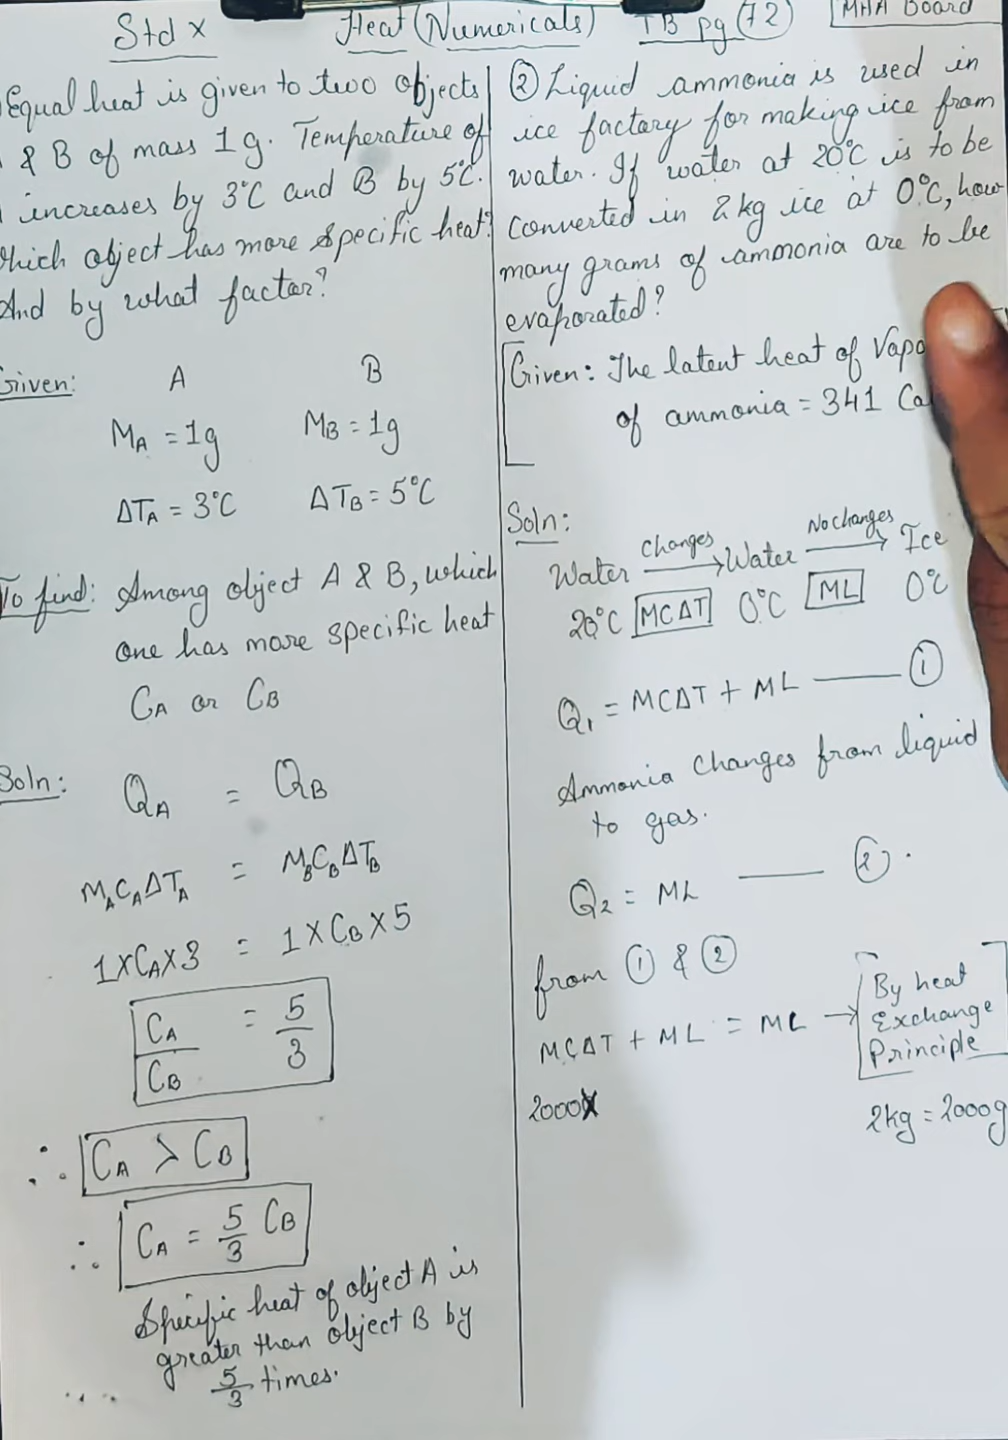 Std X Heat (Numericals) TB pg (72) MHA Board
Equal heat is given to two objects
& B of mass 1g. Temperature of
increases by 3°C and B by 5°C.
which object has more specific heat?
And by what factor?
Given: A B
MA = 1g MB = 1g
ΔTA = 3°C ΔTB = 5°C
To find: Among object A & B, which
one has more specific heat
CA or CB
Soln: QA = QB
MACAΔTA = MBCBΔTB
1×CA×3 = 1×CB×5
CA/CB = 5/3
∴ CA > CB
∴ CA = 5/3 CB
Specific heat of object A is
greater than object B by
5/3 times.
② Liquid ammonia is used in
ice factory for making ice from
water. If water at 20°C is to be
converted in 2kg ice at 0°C, how
many grams of ammonia are to be
evaporated?
Given: The latent heat of Vapo
of ammonia = 341 Ca
Soln:
Changes No changes
Water → Water → Ice
20°C MCΔT 0°C ML 0°C
Q1 = MCΔT + ML —— ①
Ammonia Changes from liquid
to gas.
Q2 = ML —— ②.
from ① & ②
MCΔT + ML = ML →
By heat
Exchange
Principle
2000× 2kg = 2000g